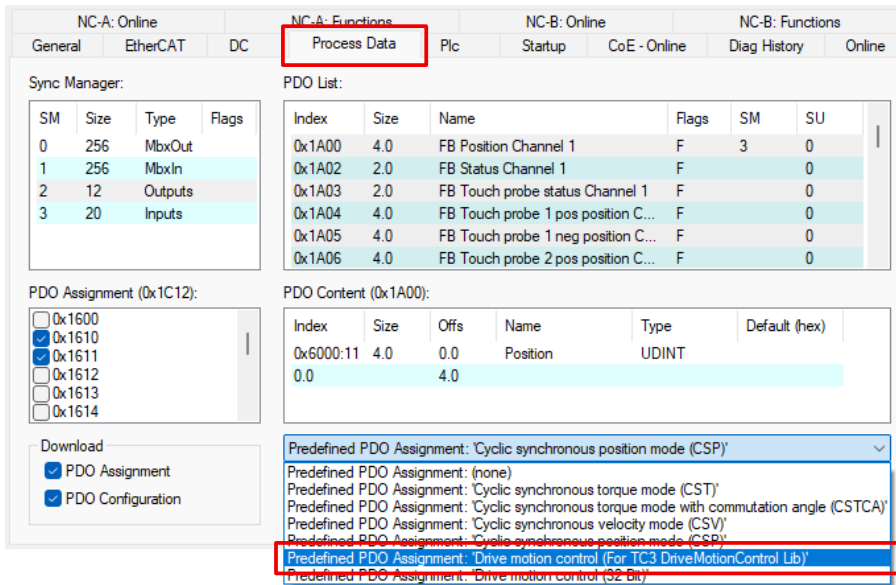 NC-A: Online NC-A: Functions NC-B: Online NC-B: Functions
General EtherCAT DC Process Data Plc Startup CoE - Online Diag History Online
Sync Manager:
SM Size Type Flags
0 256 MbxOut
1 256 MbxIn
2 12 Outputs
3 20 Inputs
PDO List:
Index Size Name Flags SM SU
0x1A00 4.0 FB Position Channel 1 F 3 0
0x1A02 2.0 FB Status Channel 1 F 0
0x1A03 2.0 FB Touch probe status Channel 1 F 0
0x1A04 4.0 FB Touch probe 1 pos position C... F 0
0x1A05 4.0 FB Touch probe 1 neg position C... F 0
0x1A06 4.0 FB Touch probe 2 pos position C... F 0
PDO Assignment (0x1C12):
0x1600
0x1610
0x1611
0x1612
0x1613
0x1614
PDO Content (0x1A00):
Index Size Offs Name Type Default (hex)
0x6000:11 4.0 0.0 Position UDINT
0.0 4.0
Download
PDO Assignment
PDO Configuration
Predefined PDO Assignment: 'Cyclic synchronous position mode (CSP)'
Predefined PDO Assignment: (none)
Predefined PDO Assignment: 'Cyclic synchronous torque mode (CST)'
Predefined PDO Assignment: 'Cyclic synchronous torque mode with commutation angle (CSTCA)'
Predefined PDO Assignment: 'Cyclic synchronous velocity mode (CSV)'
Predefined PDO Assignment: 'Cyclic synchronous position mode (CSP)'
Predefined PDO Assignment: 'Drive motion control (For TC3 DriveMotionControl Lib)'
Predefined PDO Assignment: 'Drive motion control (32 Bit)'